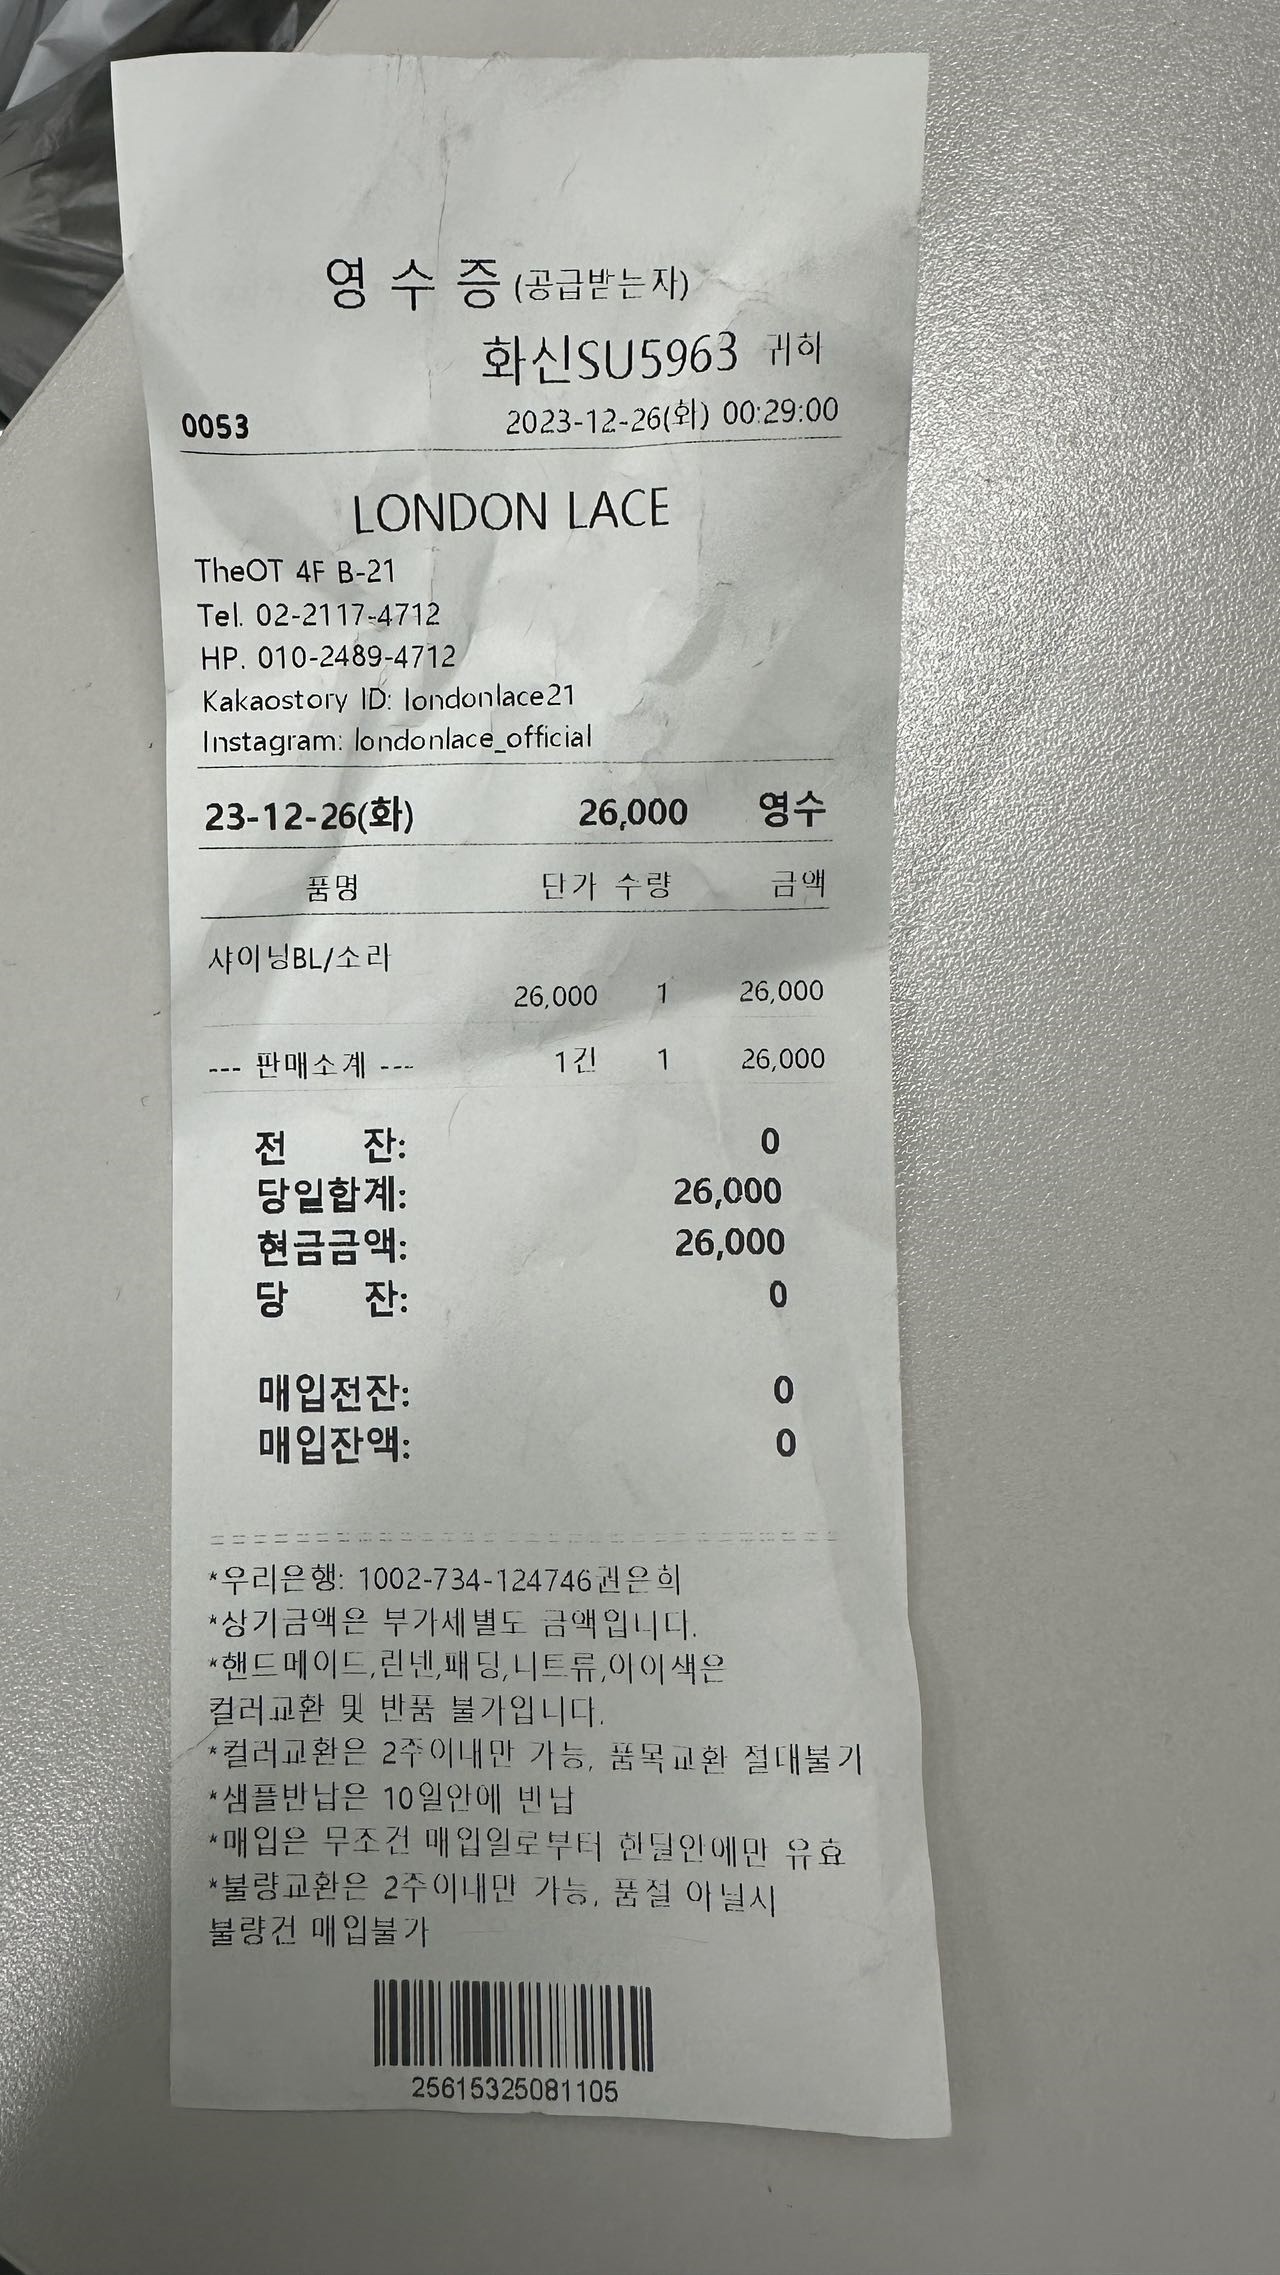 영 수 증 (공급받는자)
화신SU5963 귀하
0053 2023-12-26(화) 00:29:00
LONDON LACE
TheOT 4F B-21
Tel. 02-2117-4712
HP. 010-2489-4712
Kakaostory ID: londonlace21
Instagram: londonlace_official
23-12-26(화) 26,000 영수
품명 단가 수량 금액
샤이닝BL/소라
26,000 1 26,000
--- 판매소계 --- 1건 1 26,000
전 잔: 0
당일합계: 26,000
현금금액: 26,000
당 잔: 0
매입전잔: 0
매입잔액: 0
*우리은행: 1002-734-124746권은희
*상기금액은 부가세별도 금액입니다.
*핸드메이드,린넨,패딩,니트류,아이색은
컬러교환 및 반품 불가입니다.
*컬러교환은 2주이내만 가능, 품목교환 절대불가
*샘플반납은 10일안에 반납
*매입은 무조건 매입일로부터 한달안에만 유효
*불량교환은 2주이내만 가능, 품절 아닐시
불량건 매입불가
25615325081105